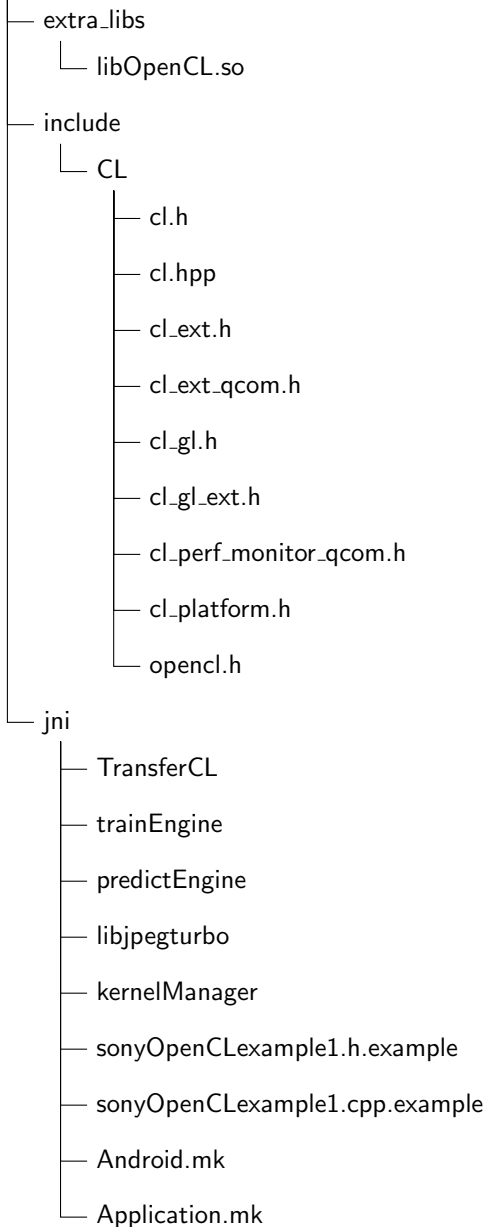 extra_libs
libOpenCL.so
include
CL
cl.h
cl.hpp
cl_ext.h
cl_ext_qcom.h
cl_gl.h
cl_gl_ext.h
cl_perf_monitor_qcom.h
cl_platform.h
opencl.h
jni
TransferCL
trainEngine
predictEngine
libjpegturbo
kernelManager
sonyOpenCLexample1.h.example
sonyOpenCLexample1.cpp.example
Android.mk
Application.mk